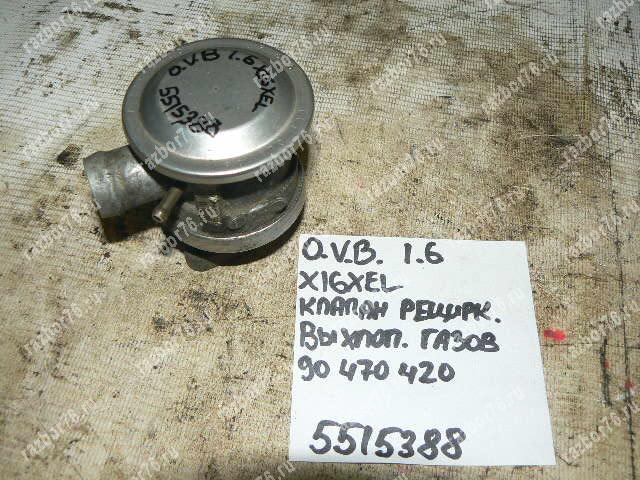 O.V.B 1.6 X16XEL
5515388
O.V.B. 1.6
X16XEL
КЛАПАН РЕЦИРК.
ВЫХЛОП. ГАЗОВ
90 470 420
5515388
razbor76.ru